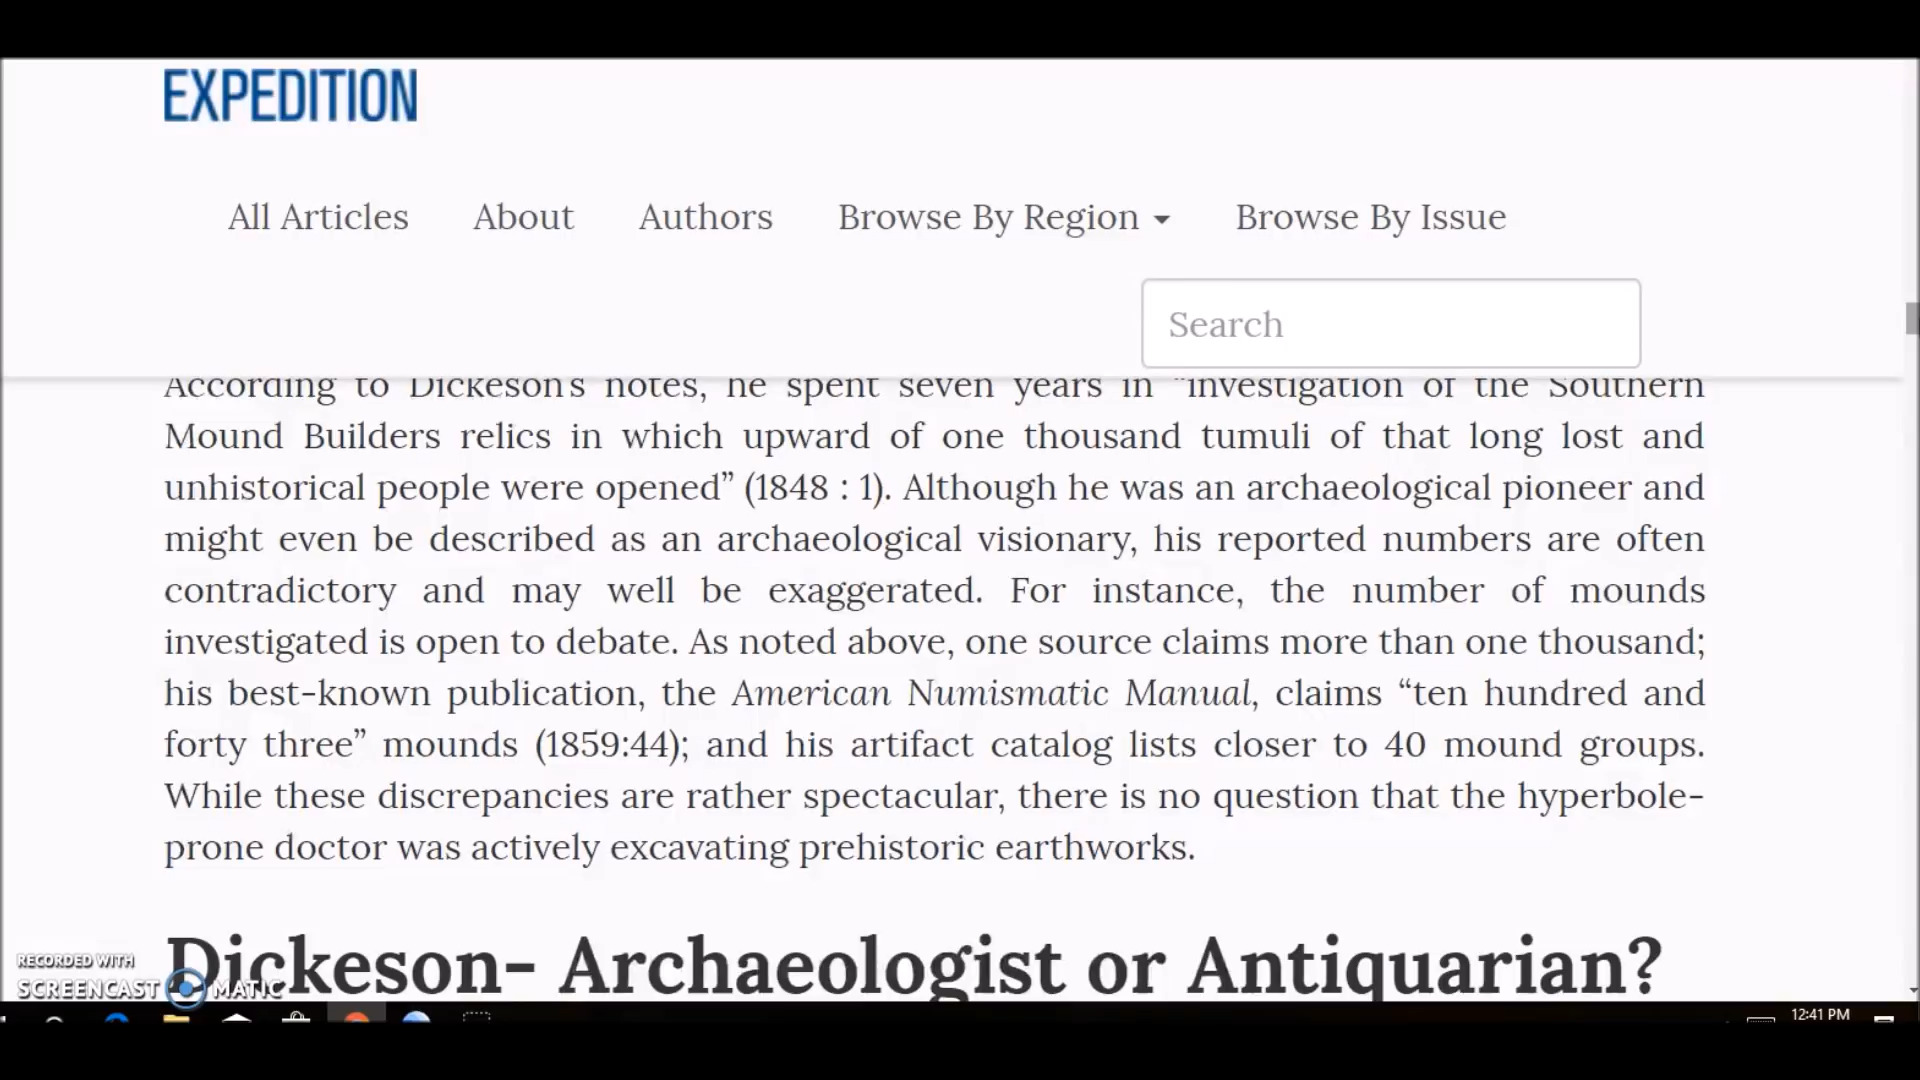 EXPEDITION
All Articles About Authors Browse By Region Browse By Issue
Search
According to Dickeson's notes, he spent seven years in “investigation of the Southern
Mound Builders relics in which upward of one thousand tumuli of that long lost and
unhistorical people were opened” (1848 : 1). Although he was an archaeological pioneer and
might even be described as an archaeological visionary, his reported numbers are often
contradictory and may well be exaggerated. For instance, the number of mounds
investigated is open to debate. As noted above, one source claims more than one thousand;
his best-known publication, the American Numismatic Manual, claims “ten hundred and
forty three” mounds (1859:44); and his artifact catalog lists closer to 40 mound groups.
While these discrepancies are rather spectacular, there is no question that the hyperbole-
prone doctor was actively excavating prehistoric earthworks.
Dickeson- Archaeologist or Antiquarian?
RECORDED WITH
SCREENCAST MATIC
12:41 PM